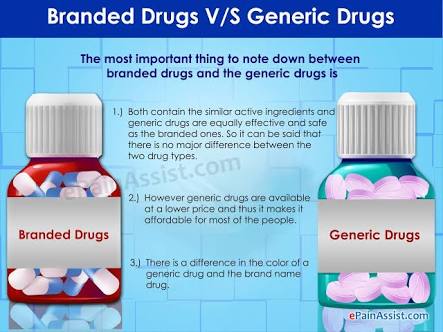 Branded Drugs V/S Generic Drugs
The most important thing to note down between
branded drugs and the generic drugs is
1.) Both contain the similar active ingredients and
generic drugs are equally effective and safe
as the branded ones. So it can be said that
there is no major difference between the
two drug types.
ePainAssist.com
2.) However generic drugs are available
at a lower price and thus it makes it
affordable for most of the people.
Branded Drugs
Generic Drugs
3.) There is a difference in the color of a
generic drug and the brand name
drug.
ePainAssist.com